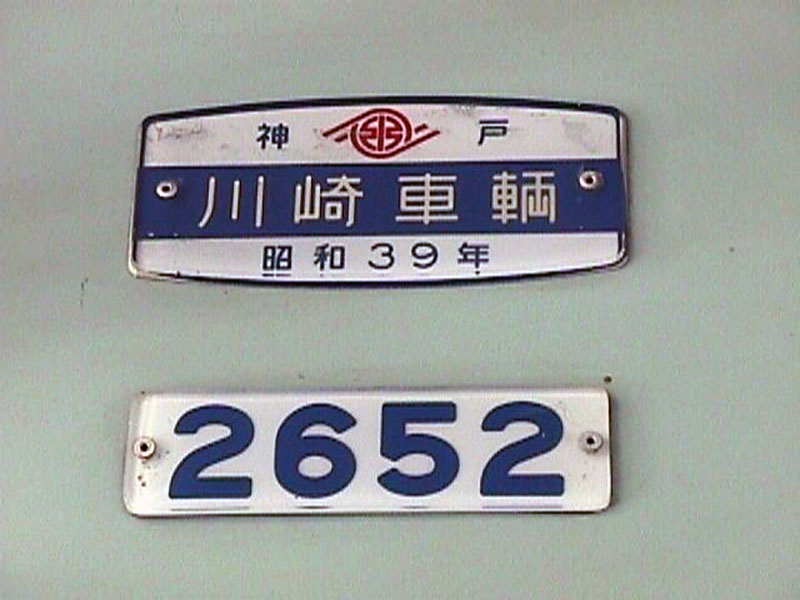 神 戸
川崎車輌
昭和39年
2652